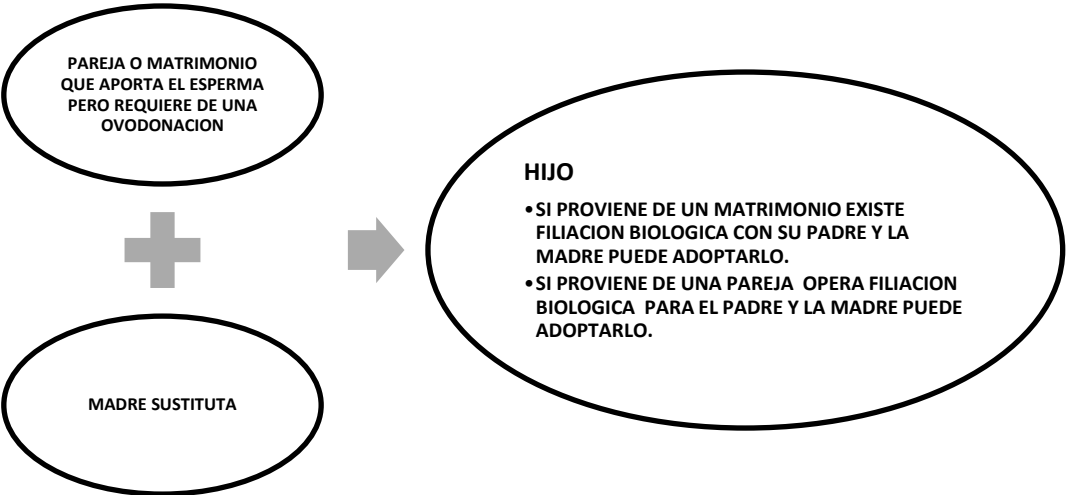 PAREJA O MATRIMONIO
QUE APORTA EL ESPERMA
PERO REQUIERE DE UNA
OVODONACION
MADRE SUSTITUTA
HIJO
•SI PROVIENE DE UN MATRIMONIO EXISTE
FILIACION BIOLOGICA CON SU PADRE Y LA
MADRE PUEDE ADOPTARLO.
•SI PROVIENE DE UNA PAREJA OPERA FILIACION
BIOLOGICA PARA EL PADRE Y LA MADRE PUEDE
ADOPTARLO.